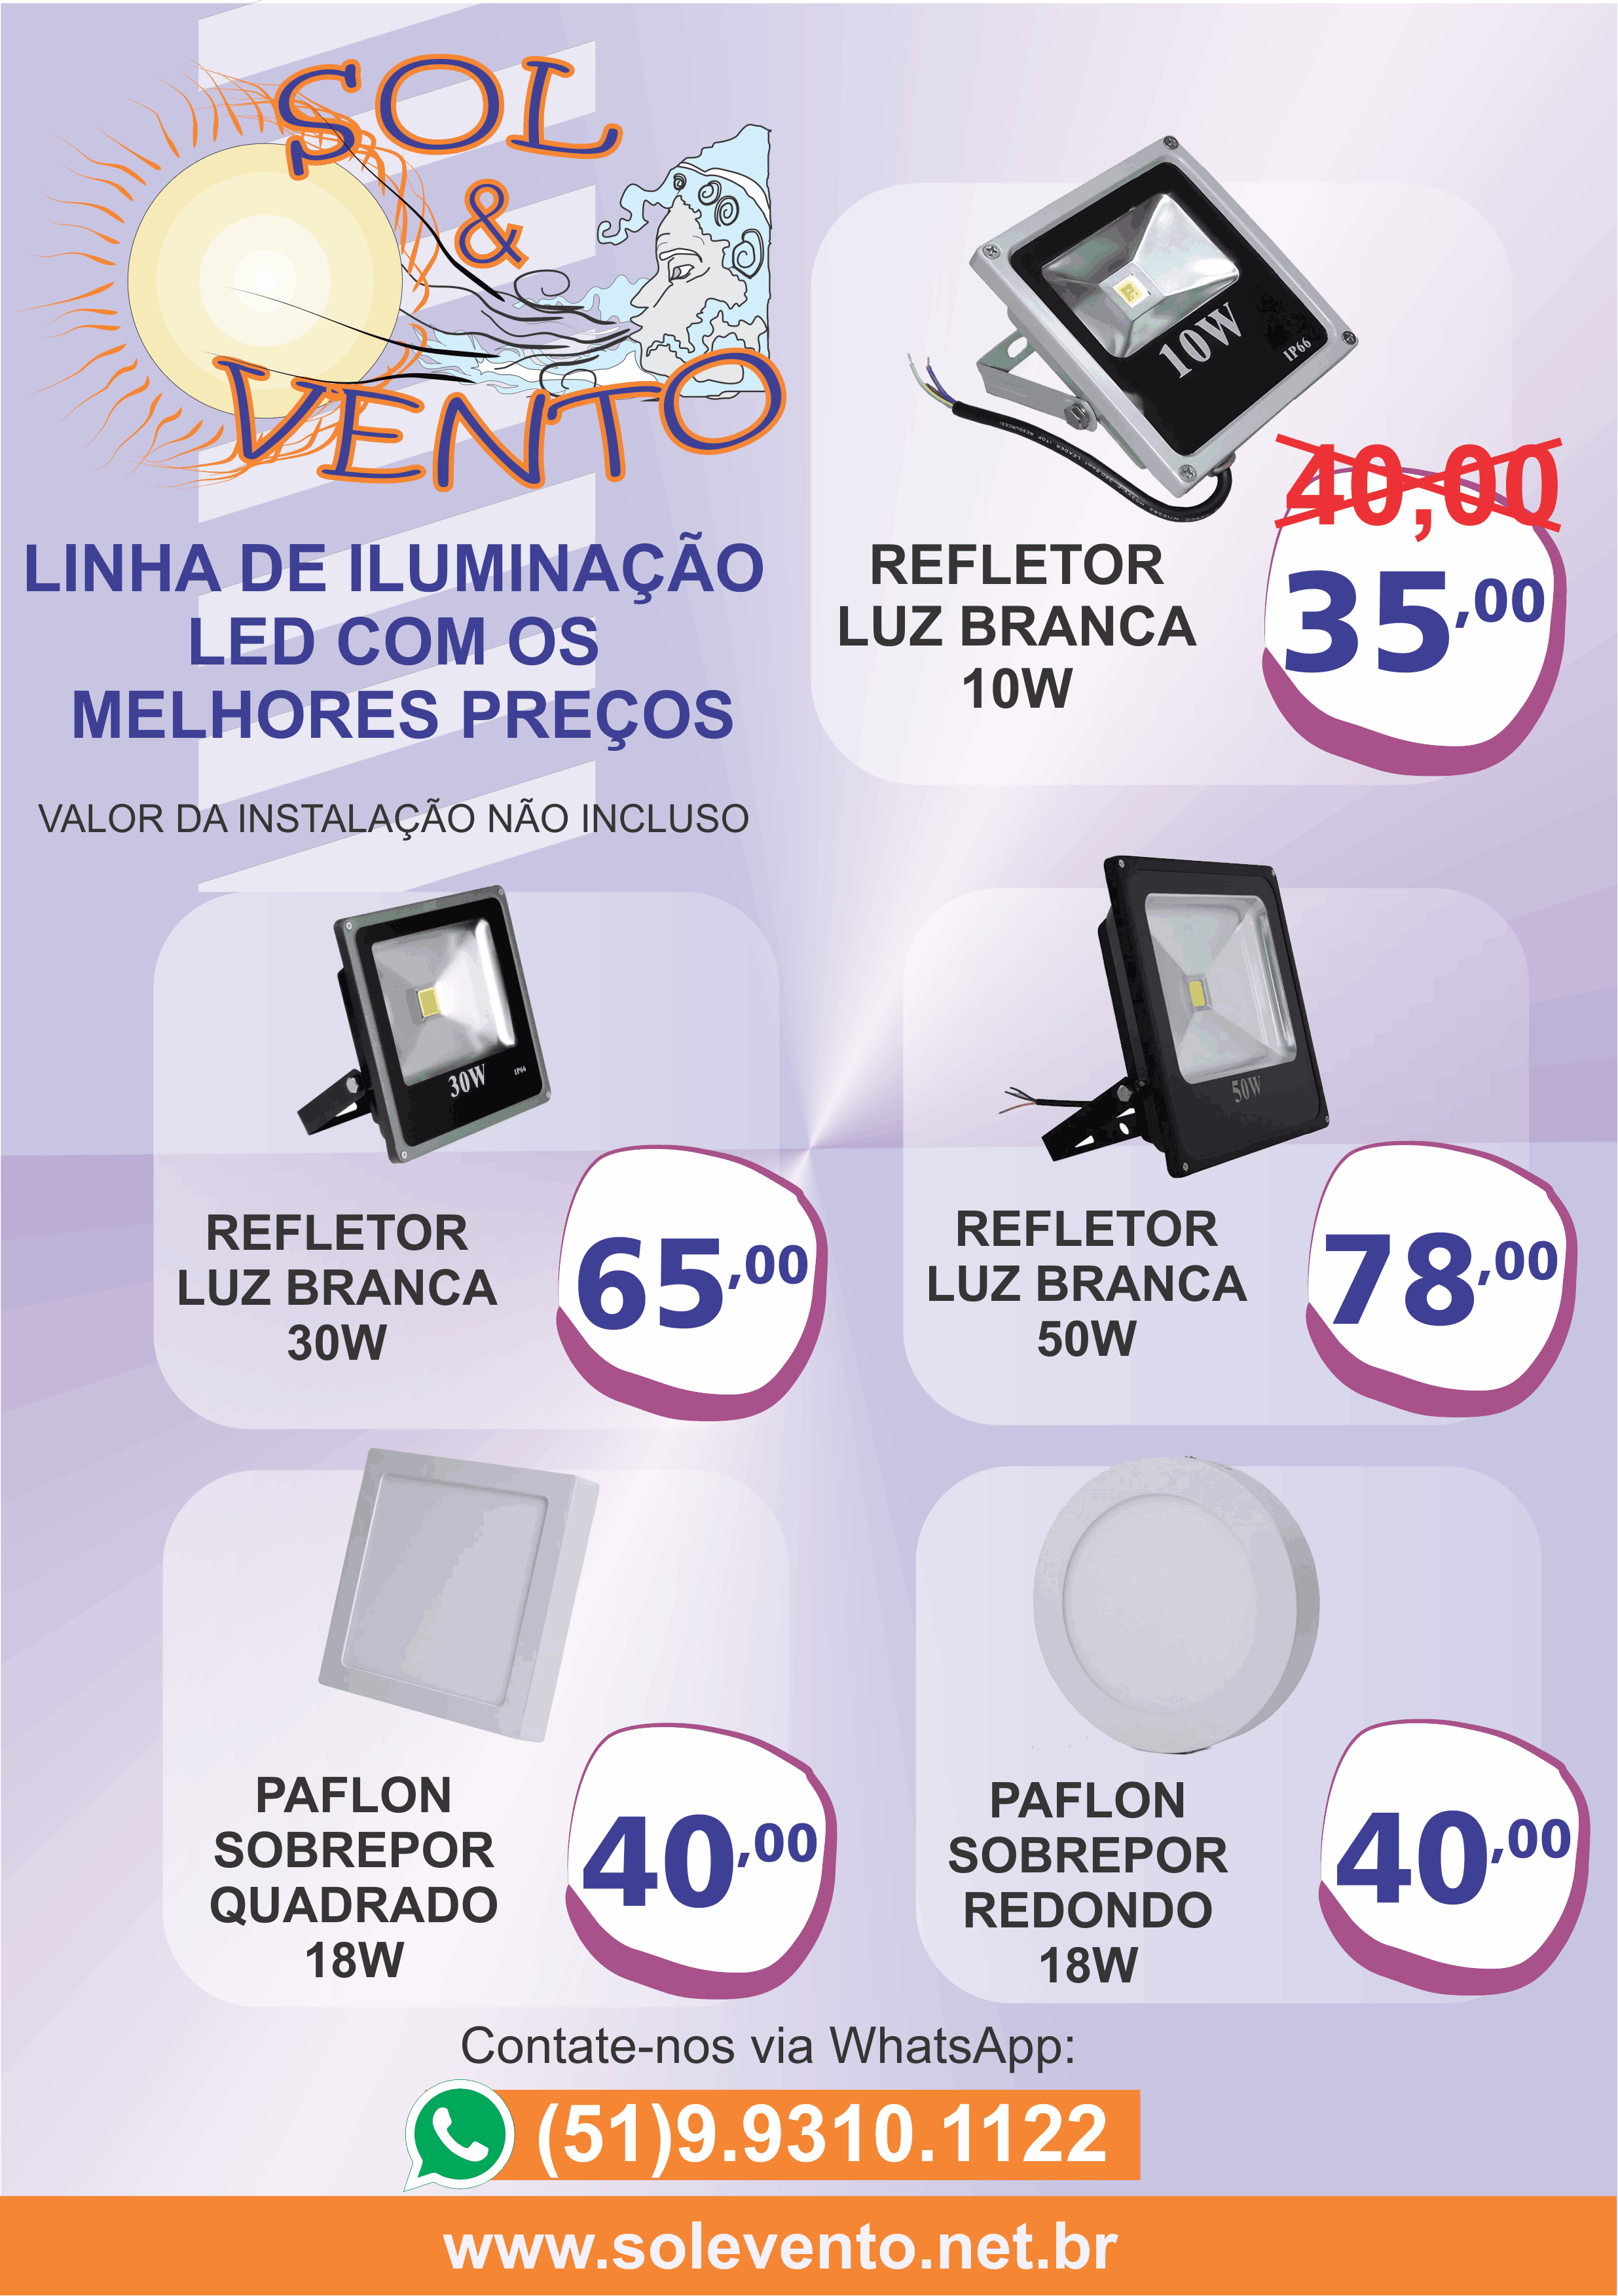 SOL
&
VENTO
LINHA DE ILUMINAÇÃO
LED COM OS
MELHORES PREÇOS
VALOR DA INSTALAÇÃO NÃO INCLUSO
10W
IP66
40,00
REFLETOR
LUZ BRANCA
10W
35,00
30W
IP66
REFLETOR
LUZ BRANCA
30W
65,00
50W
REFLETOR
LUZ BRANCA
50W
78,00
PAFLON
SOBREPOR
QUADRADO
18W
40,00
PAFLON
SOBREPOR
REDONDO
18W
40,00
Contate-nos via WhatsApp:
(51)9.9310.1122
www.solevento.net.br